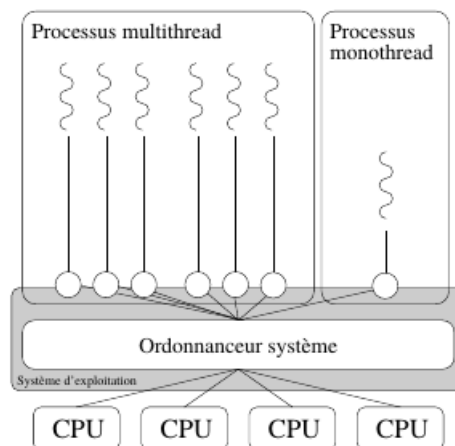 Processus multithread
Processus
monothread
Ordonnanceur système
Système d'exploitation
CPU
CPU
CPU
CPU